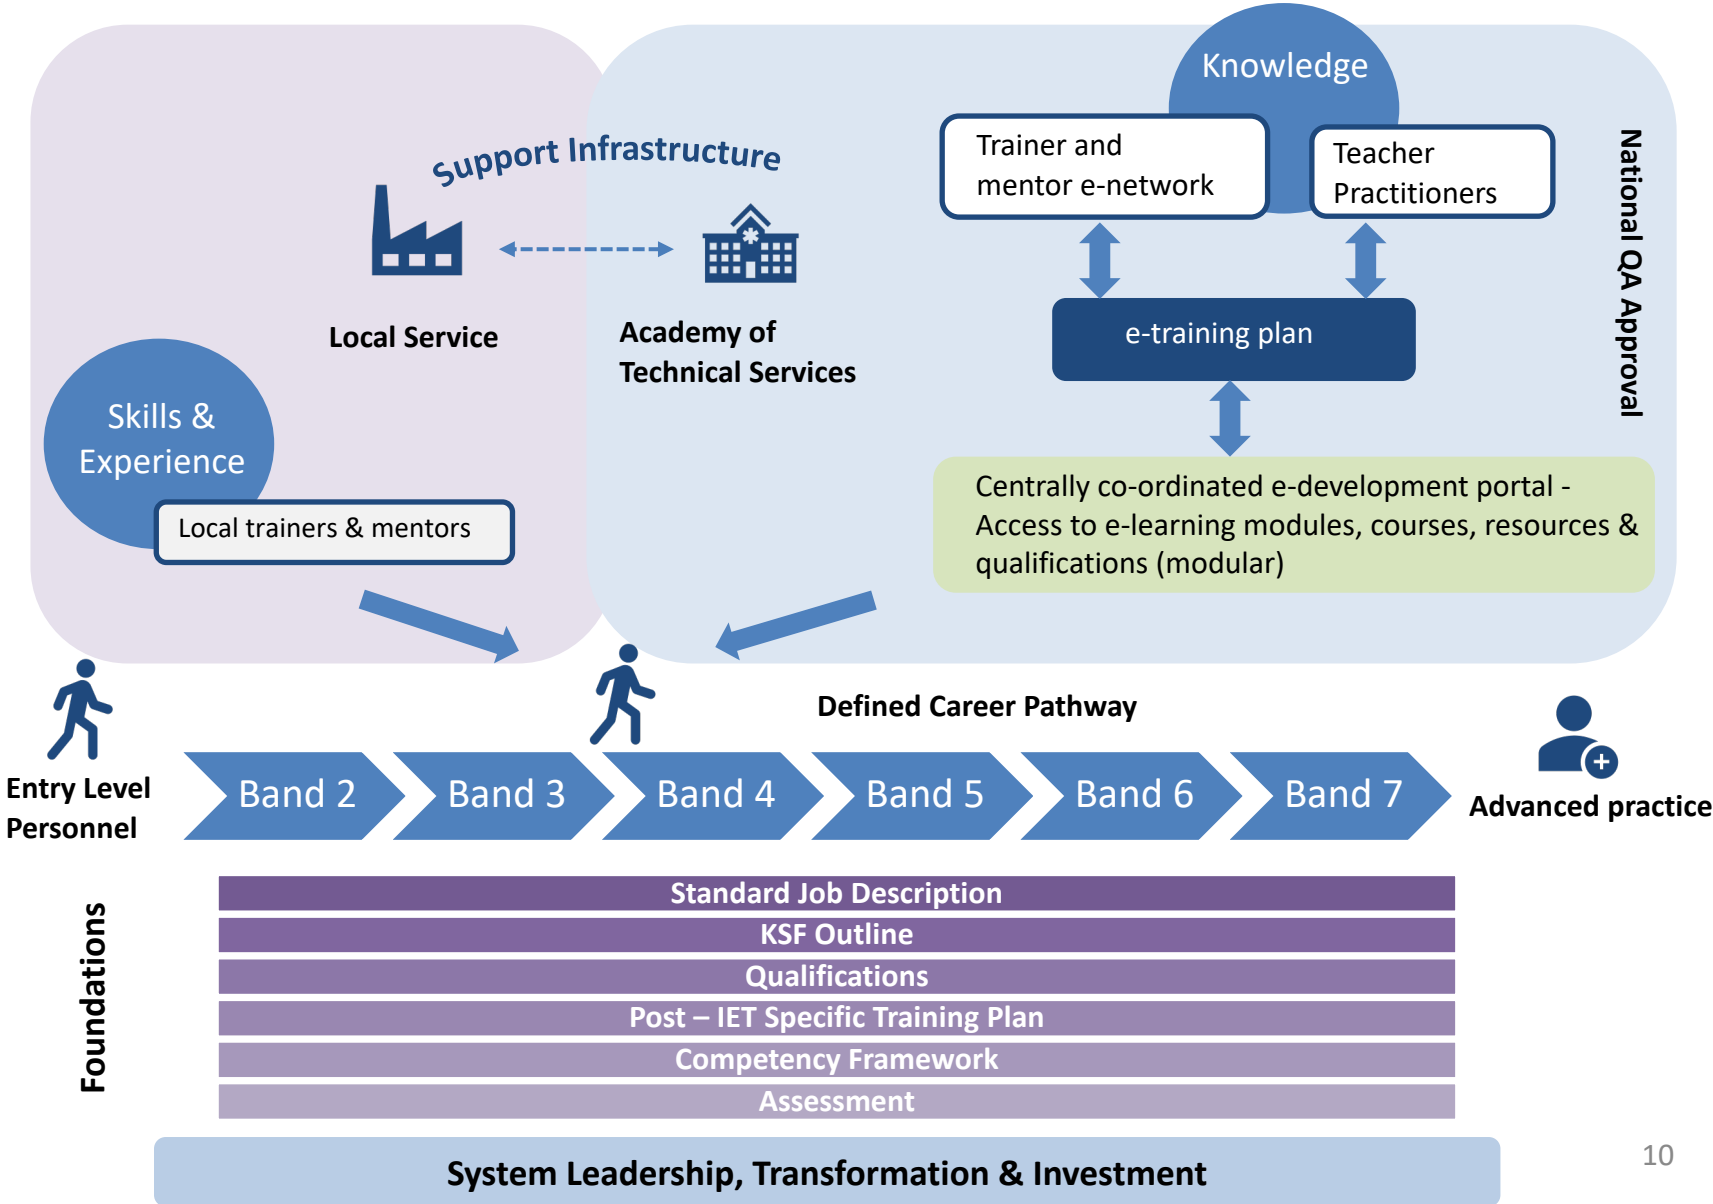 Knowledge
Trainer and
mentor e-network
Teacher
Practitioners
National QA Approval
Support Infrastructure
Local Service
Academy of
Technical Services
e-training plan
Skills &
Experience
Local trainers & mentors
Centrally co-ordinated e-development portal -
Access to e-learning modules, courses, resources &
qualifications (modular)
Defined Career Pathway
Entry Level
Personnel
Band 2
Band 3
Band 4
Band 5
Band 6
Band 7
Advanced practice
Foundations
Standard Job Description
KSF Outline
Qualifications
Post – IET Specific Training Plan
Competency Framework
Assessment
System Leadership, Transformation & Investment
10